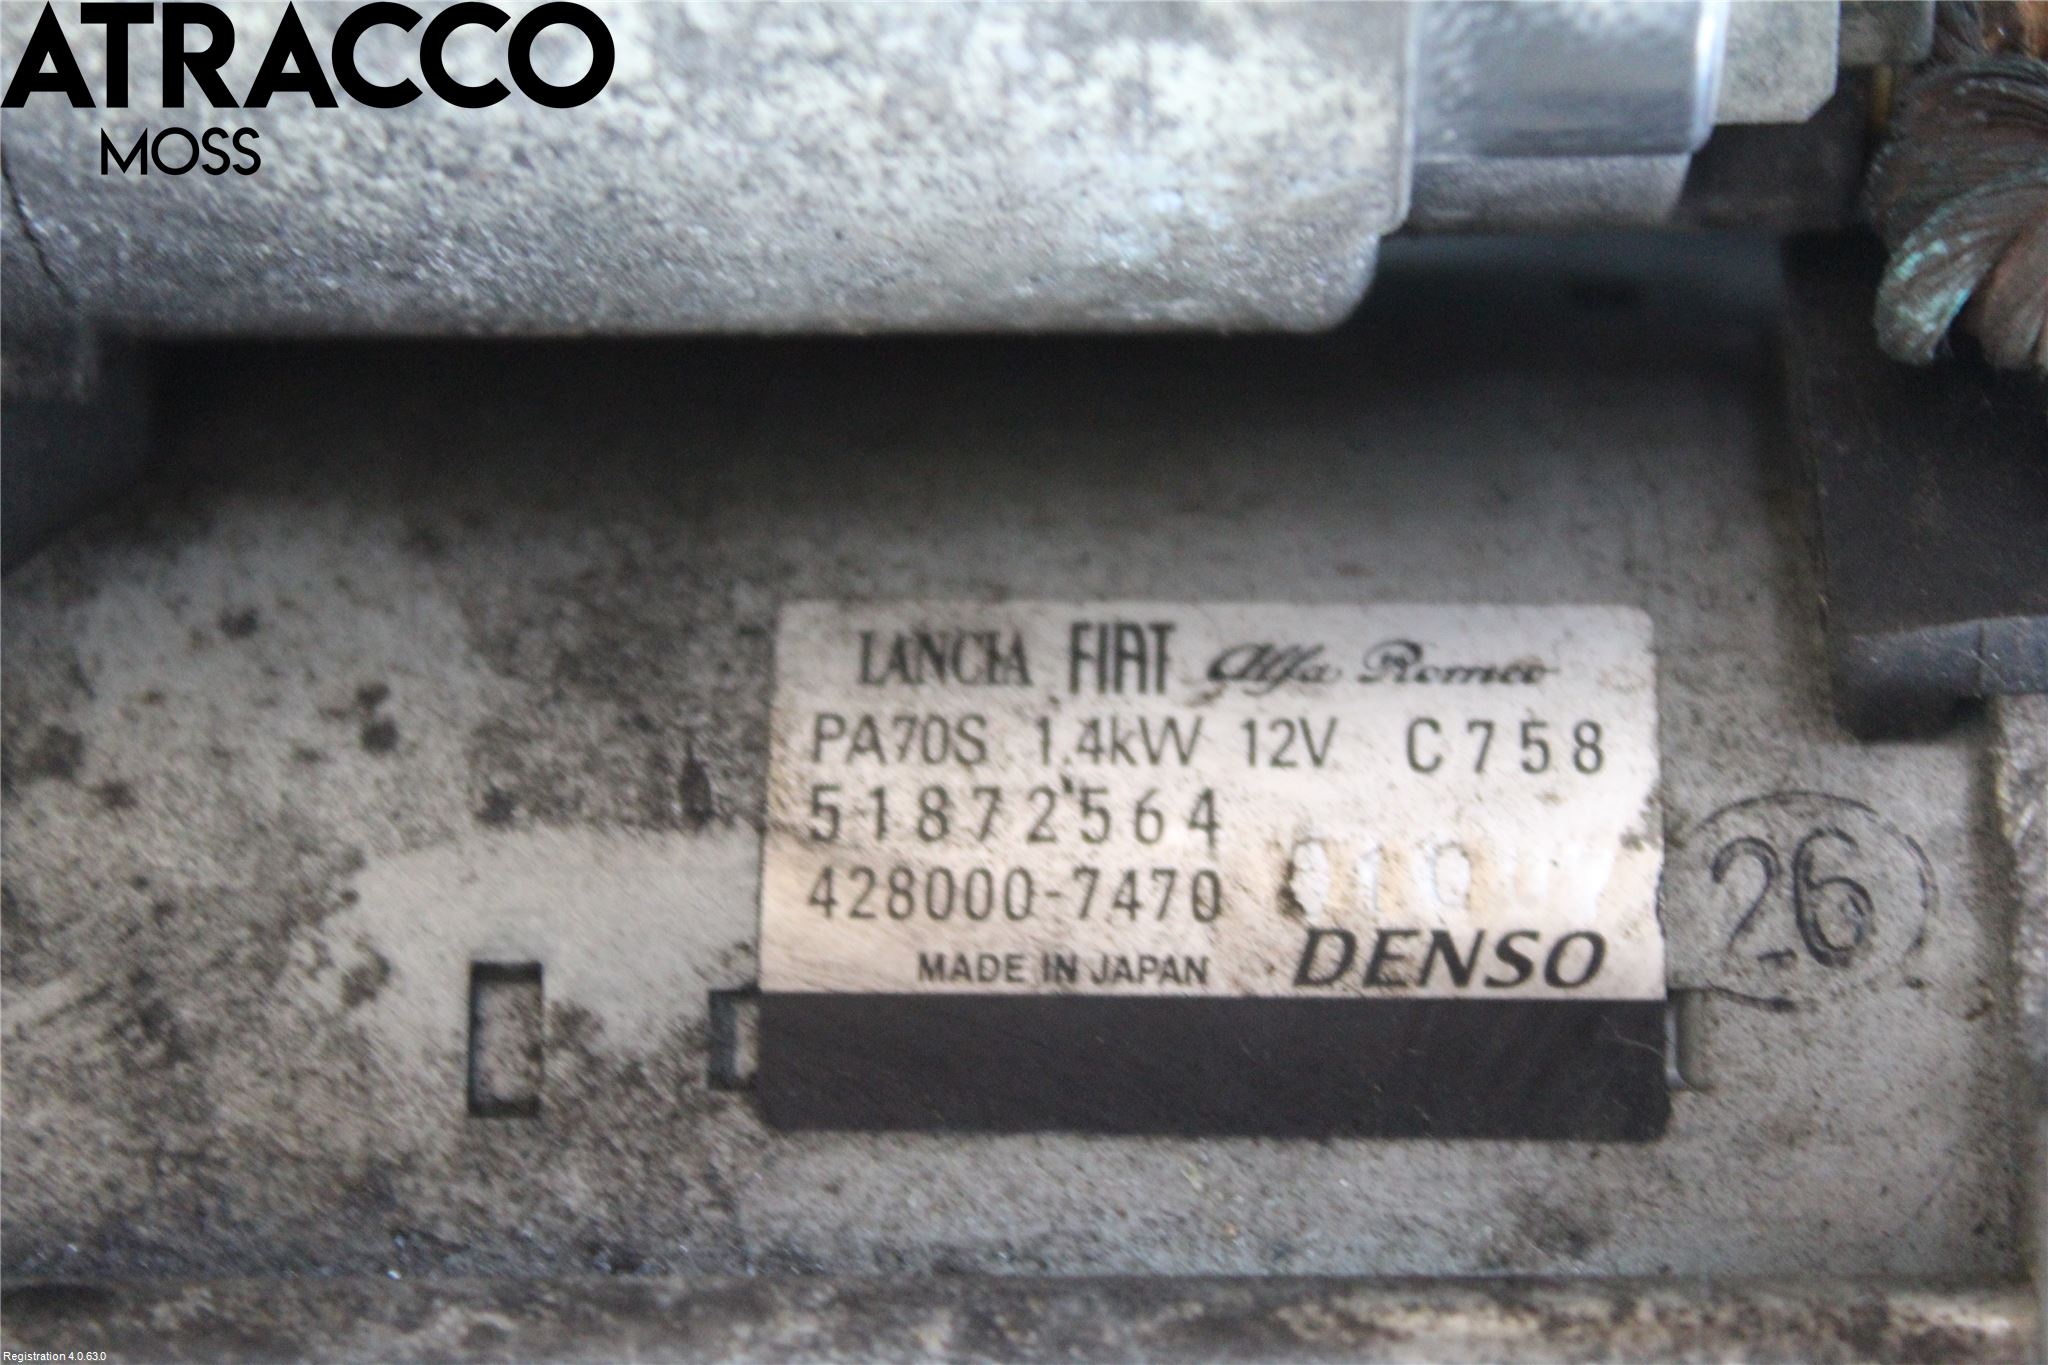 ATRACCO
MOSS
LANCIA FIAT Alfa Romeo
PA70S 1.4kW 12V C758
51872564
428000-7470
MADE IN JAPAN DENSO
26
Registration 4.0.63.0